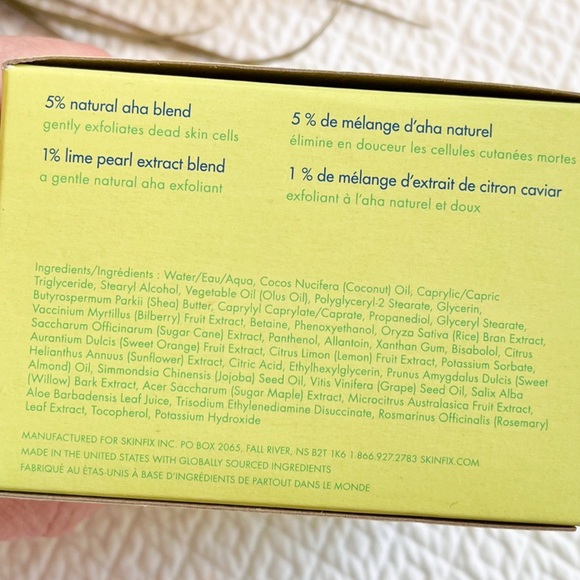 5% natural aha blend
gently exfoliates dead skin cells
1% lime pearl extract blend
a gentle natural aha exfoliant
5 % de mélange d'aha naturel
élimine en douceur les cellules cutanées mortes
1 % de mélange d'extrait de citron caviar
exfoliant à l'aha naturel et doux
Ingredients/Ingrédients : Water/Eau/Aqua, Cocos Nucifera (Coconut) Oil, Caprylic/Capric
Triglyceride, Stearyl Alcohol, Vegetable Oil (Olus Oil), Polyglyceryl-2 Stearate, Glycerin,
Butyrospermum Parkii (Shea) Butter, Caprylyl Caprylate/Caprate, Propanediol, Glyceryl Stearate,
Vaccinium Myrtillus (Bilberry) Fruit Extract, Betaine, Phenoxyethanol, Oryza Sativa (Rice) Bran Extract,
Saccharum Officinarum (Sugar Cane) Extract, Panthenol, Allantoin, Xanthan Gum, Bisabolol, Citrus
Aurantium Dulcis (Sweet Orange) Fruit Extract, Citrus Limon (Lemon) Fruit Extract, Potassium Sorbate,
Helianthus Annuus (Sunflower) Extract, Citric Acid, Ethylhexylglycerin, Prunus Amygdalus Dulcis (Sweet
Almond) Oil, Simmondsia Chinensis (Jojoba) Seed Oil, Vitis Vinifera (Grape) Seed Oil, Salix Alba
(Willow) Bark Extract, Acer Saccharum (Sugar Maple) Extract, Microcitrus Australasica Fruit Extract,
Aloe Barbadensis Leaf Juice, Trisodium Ethylenediamine Disuccinate, Rosmarinus Officinalis (Rosemary)
Leaf Extract, Tocopherol, Potassium Hydroxide
MANUFACTURED FOR SKINFIX INC. PO BOX 2065, FALL RIVER, NS B2T 1K6 1.866.927.2783 SKINFIX.COM
MADE IN THE UNITED STATES WITH GLOBALLY SOURCED INGREDIENTS
FABRIQUÉ AU ÉTAS-UNIS À BASE D'INGRÉDIENTS DE PARTOUT DANS LE MONDE